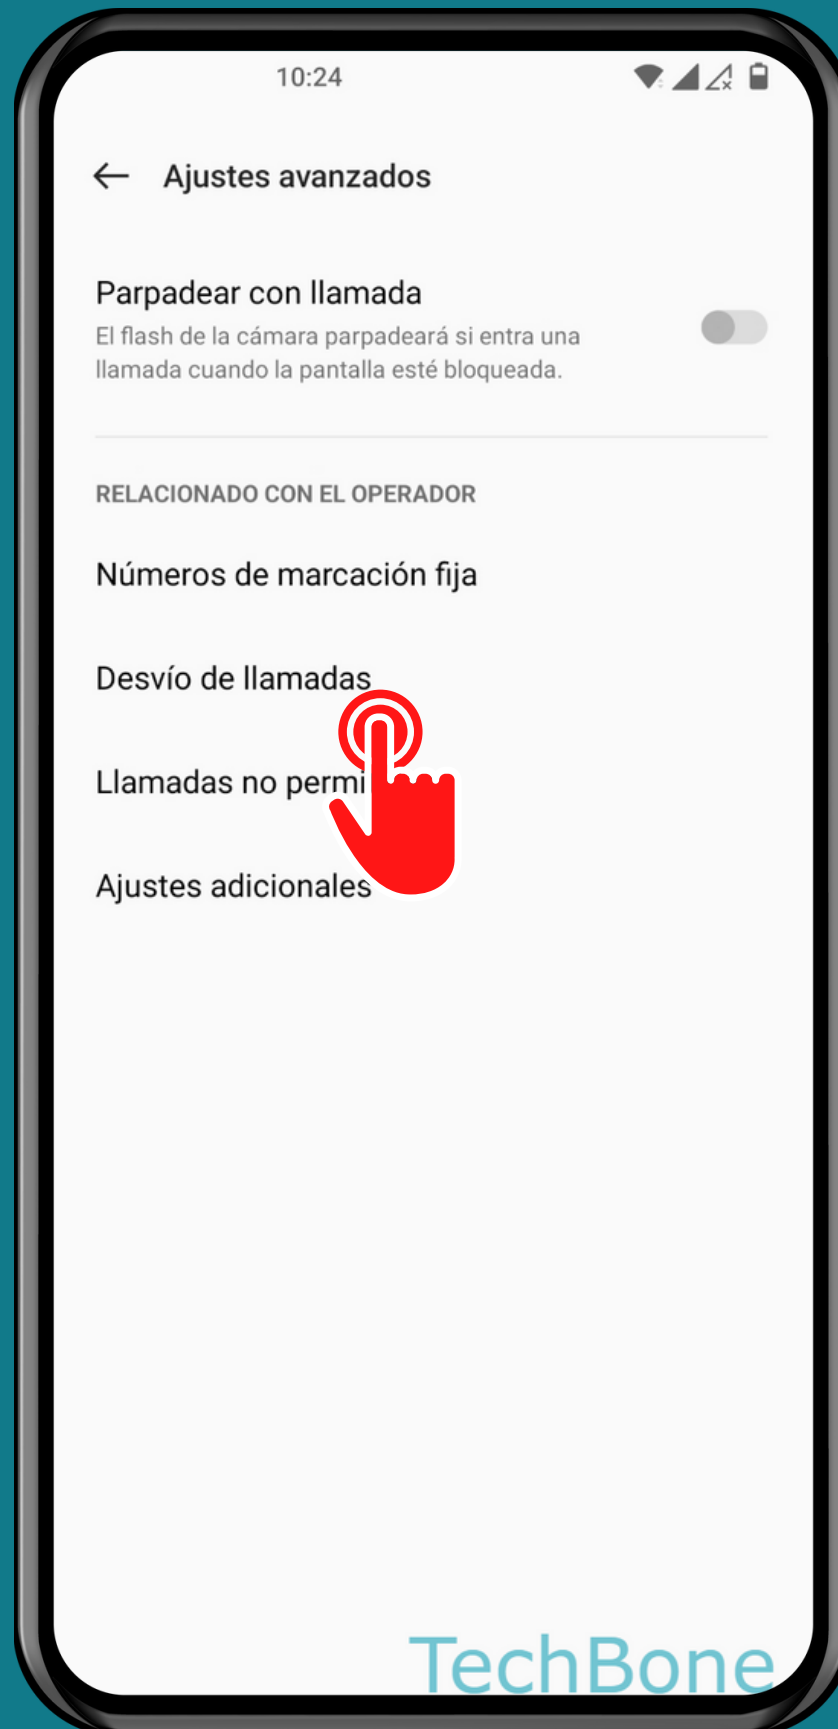 10:24
Ajustes avanzados
Parpadear con llamada
El flash de la cámara parpadeará si entra una
llamada cuando la pantalla esté bloqueada.
RELACIONADO CON EL OPERADOR
Números de marcación fija
Desvío de llamadas
Llamadas no
Ajustes adicionales
TechBone